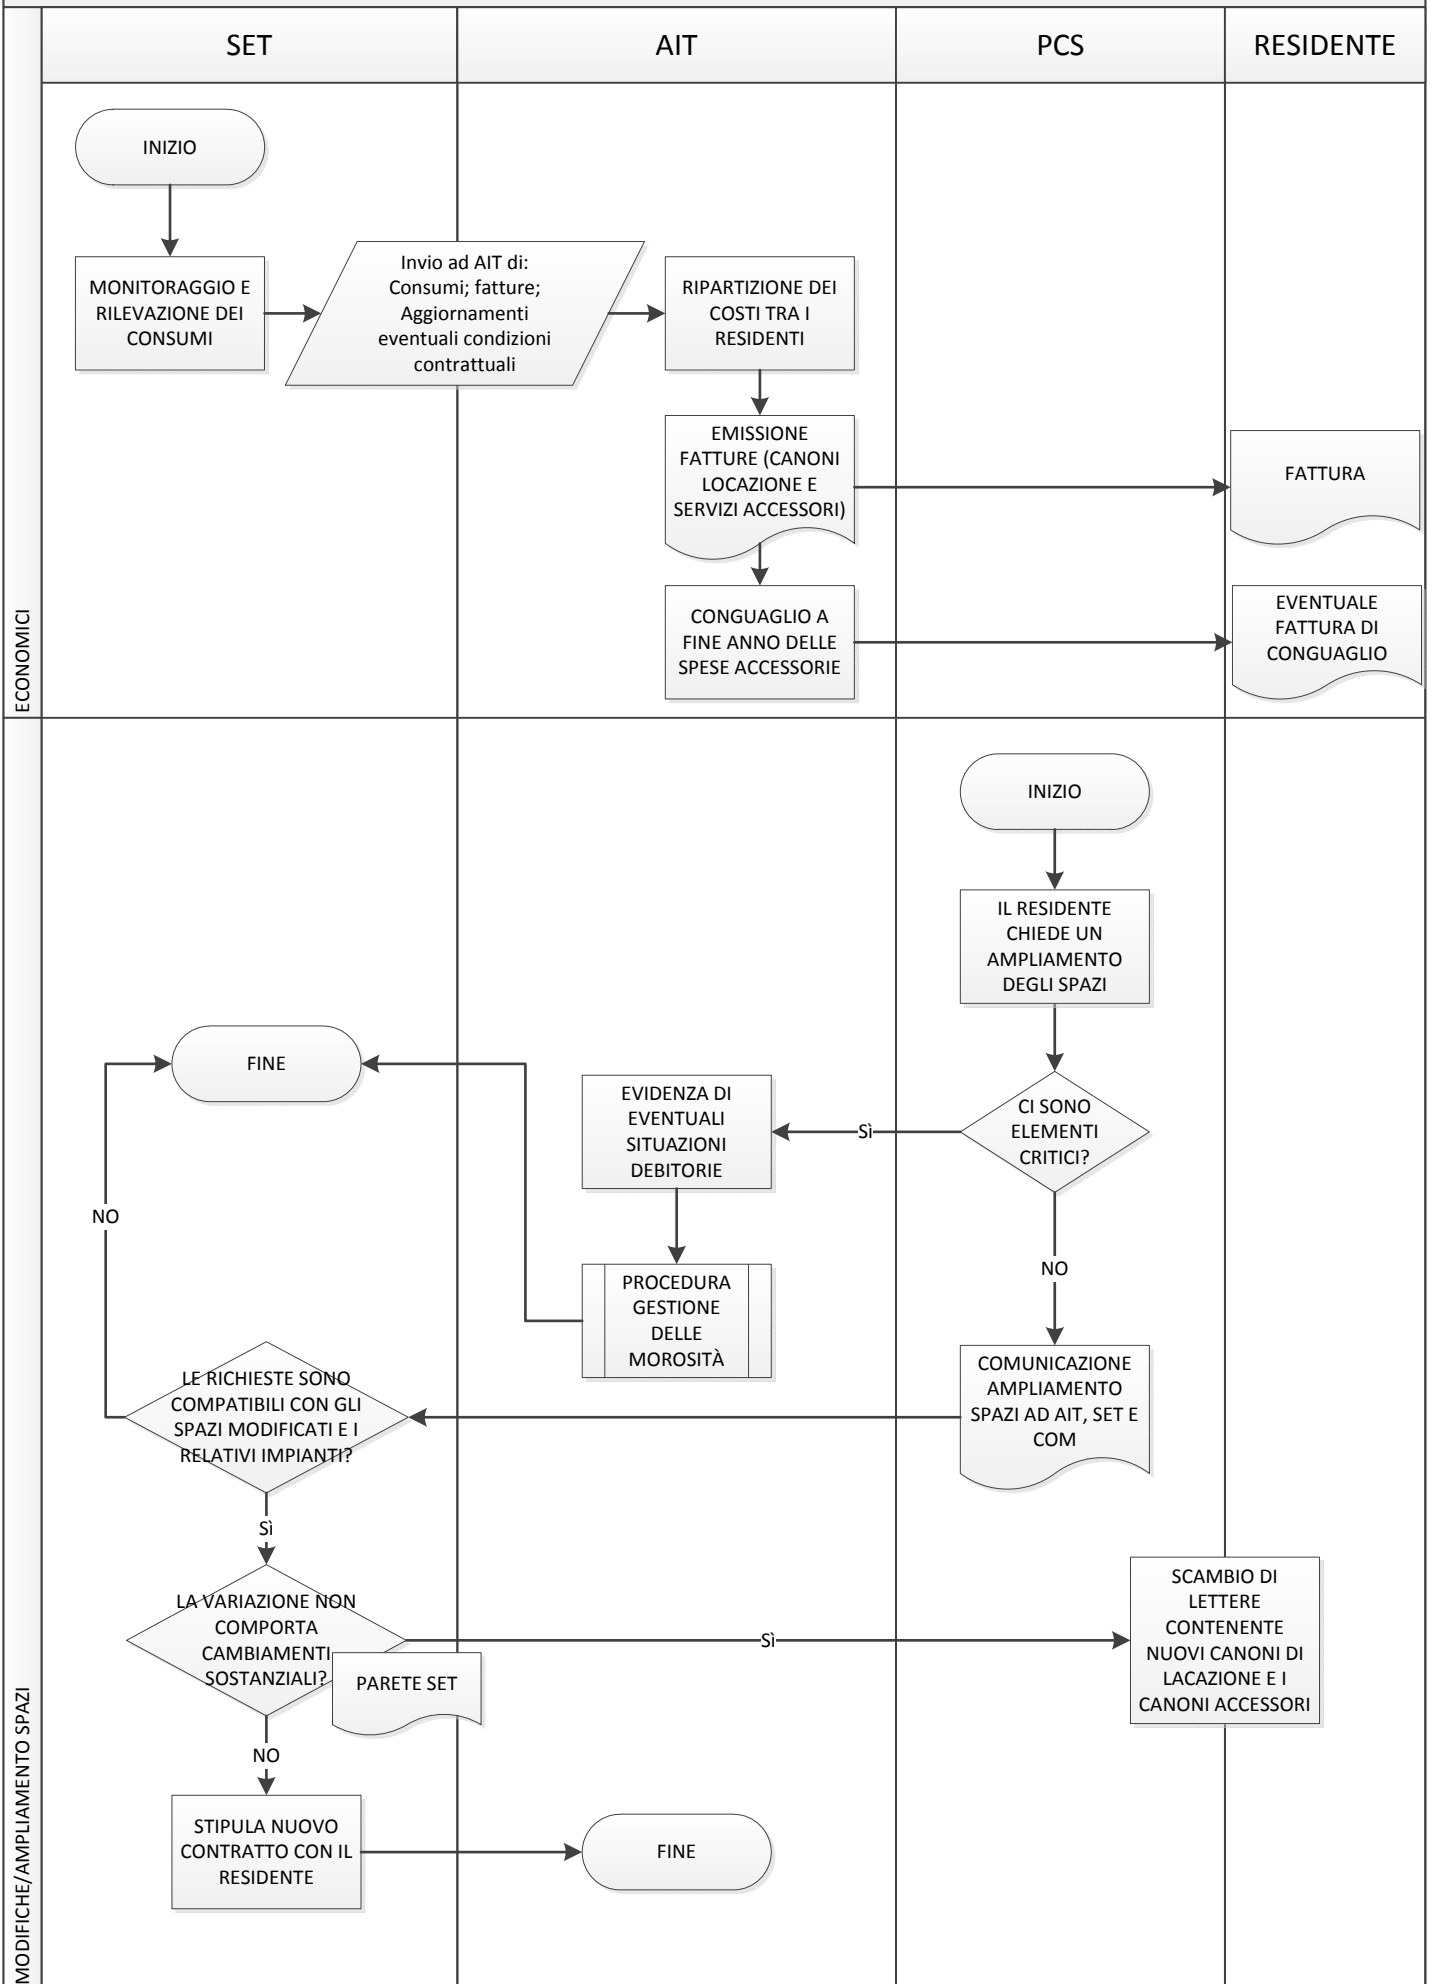 SET
AIT
PCS
RESIDENTE
ECONOMICI
INIZIO
MONITORAGGIO E
RILEVAZIONE DEI
CONSUMI
Invio ad AIT di:
Consumi; fatture;
Aggiornamenti
eventuali condizioni
contrattuali
RIPARTIZIONE DEI
COSTI TRA I
RESIDENTI
EMISSIONE
FATTURE (CANONI
LOCAZIONE E
SERVIZI ACCESSORI)
FATTURA
CONGUAGLIO A
FINE ANNO DELLE
SPESE ACCESSORIE
EVENTUALE
FATTURA DI
CONGUAGLIO
MODIFICHE/AMPLIAMENTO SPAZI
INIZIO
IL RESIDENTE
CHIEDE UN
AMPLIAMENTO
DEGLI SPAZI
CI SONO
ELEMENTI
CRITICI?
Sì
EVIDENZA DI
EVENTUALI
SITUAZIONI
DEBITORIE
PROCEDURA
GESTIONE
DELLE
MOROSITÀ
FINE
NO
COMUNICAZIONE
AMPLIAMENTO
SPAZI AD AIT, SET E
COM
LE RICHIESTE SONO
COMPATIBILI CON GLI
SPAZI MODIFICATI E I
RELATIVI IMPIANTI?
NO
Sì
LA VARIAZIONE NON
COMPORTA
CAMBIAMENTI
SOSTANZIALI?
PARETE SET
Sì
SCAMBIO DI
LETTERE
CONTENENTE
NUOVI CANONI DI
LACAZIONE E I
CANONI ACCESSORI
NO
STIPULA NUOVO
CONTRATTO CON IL
RESIDENTE
FINE